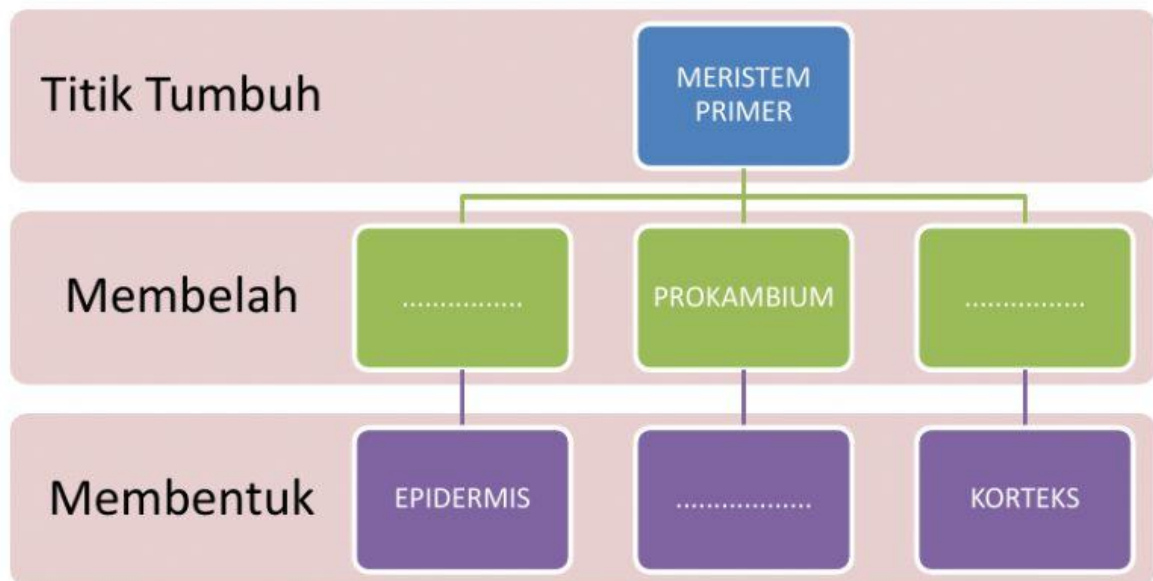 Titik Tumbuh
MERISTEM
PRIMER
Membelah
................
PROKAMBIUM
................
Membentuk
EPIDERMIS
..................
KORTEKS